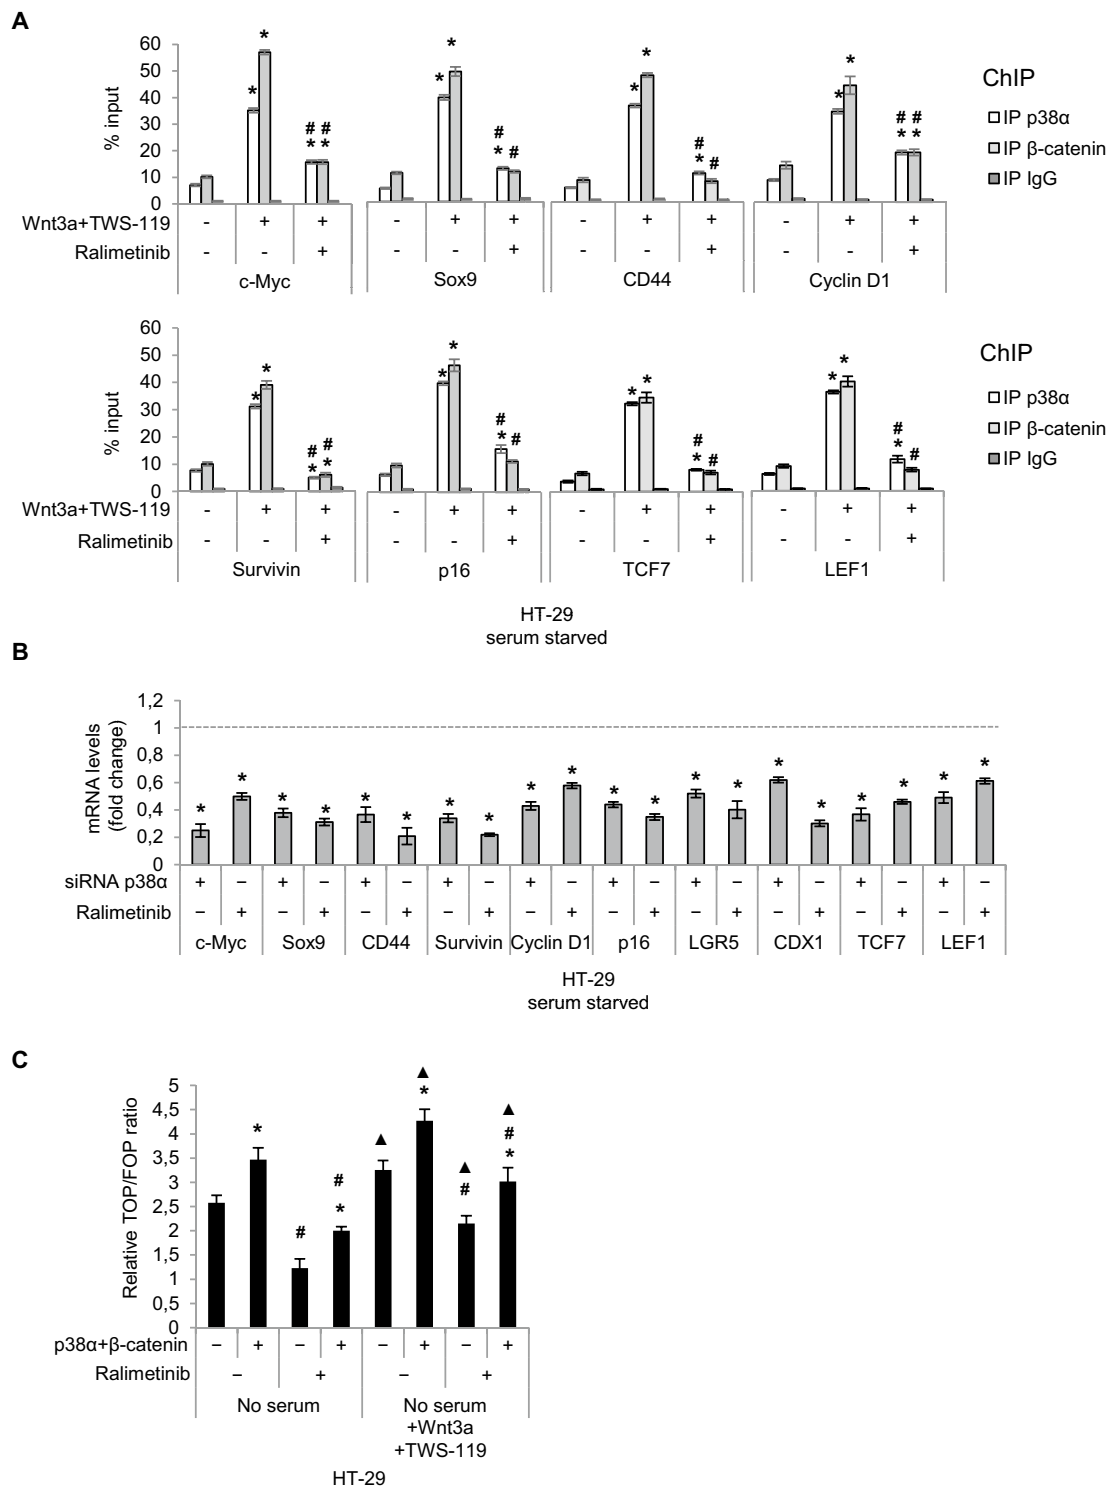 A
60
50
40
30
20
10
0
% input
* * * * * * * *
# # # # # # # #
* * * * * *
ChIP
IP p38α
IP β-catenin
IP IgG
Wnt3a+TWS-119 - + + - + + - + + - + +
Ralimetinib - - + - - + - - + - - +
c-Myc Sox9 CD44 Cyclin D1
60
50
40
30
20
10
0
% input
* * * * * * * *
# # # # # # # #
* * * * *
ChIP
IP p38α
IP β-catenin
IP IgG
Wnt3a+TWS-119 - + + - + + - + + - + +
Ralimetinib - - + - - + - - + - - +
Survivin p16 TCF7 LEF1
HT-29
serum starved
B
1,2
1
0,8
0,6
0,4
0,2
0
mRNA levels
(fold change)
* * * * * * * * * * * * * * * * * * * *
siRNA p38α + – + – + – + – + – + – + – + – + – + –
Ralimetinib – + – + – + – + – + – + – + – + – + – +
c-Myc Sox9 CD44 Survivin Cyclin D1 p16 LGR5 CDX1 TCF7 LEF1
HT-29
serum starved
C
5
4,5
4
3,5
3
2,5
2
1,5
1
0,5
0
Relative TOP/FOP ratio
* # # * ▲ ▲ * ▲ # ▲ # *
p38α+β-catenin – + – + – + – +
Ralimetinib – + – +
No serum No serum
+Wnt3a
+TWS-119
HT-29